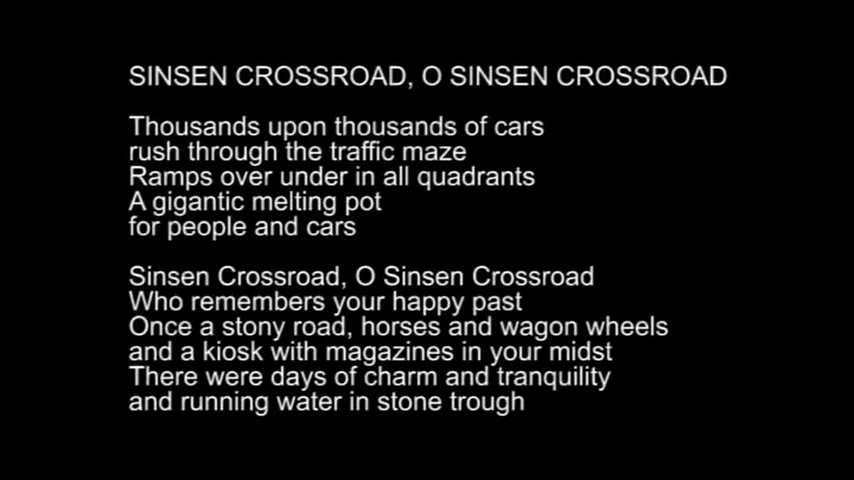 SINSEN CROSSROAD, O SINSEN CROSSROAD
Thousands upon thousands of cars
rush through the traffic maze
Ramps over under in all quadrants
A gigantic melting pot
for people and cars
Sinsen Crossroad, O Sinsen Crossroad
Who remembers your happy past
Once a stony road, horses and wagon wheels
and a kiosk with magazines in your midst
There were days of charm and tranquility
and running water in stone trough